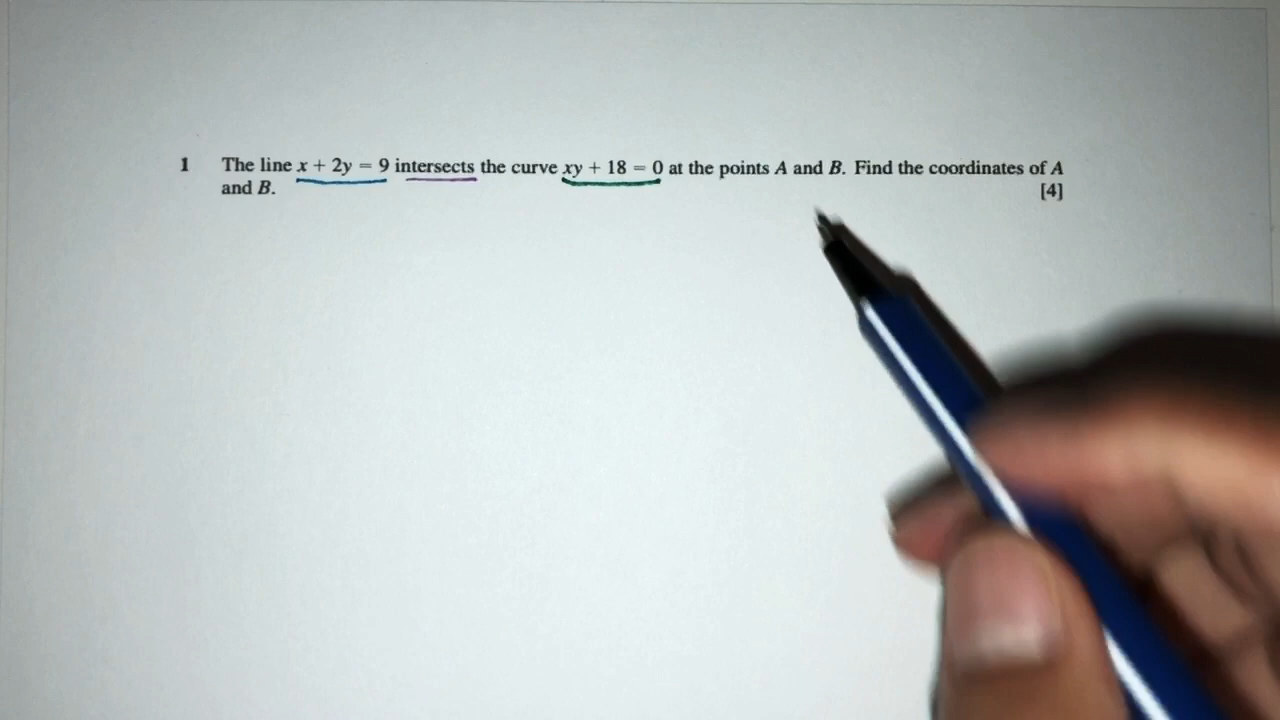 1 The line x + 2y = 9 intersects the curve xy + 18 = 0 at the points A and B. Find the coordinates of A
and B. [4]